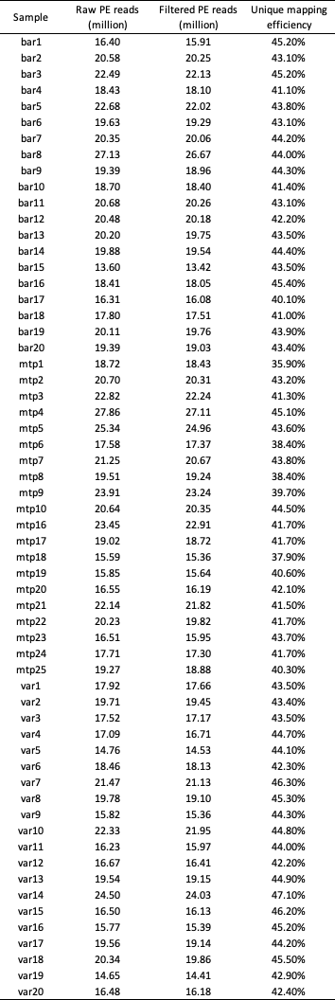 Sample Raw PE reads (million) Filtered PE reads (million) Unique mapping efficiency
bar1 16.40 15.91 45.20%
bar2 20.58 20.25 43.10%
bar3 22.49 22.13 45.20%
bar4 18.43 18.10 41.10%
bar5 22.68 22.02 43.80%
bar6 19.63 19.29 43.10%
bar7 20.35 20.06 44.20%
bar8 27.13 26.67 44.00%
bar9 19.39 18.96 44.30%
bar10 18.70 18.40 41.40%
bar11 20.68 20.26 43.10%
bar12 20.48 20.18 42.20%
bar13 20.20 19.75 43.50%
bar14 19.88 19.54 44.40%
bar15 13.60 13.42 43.50%
bar16 18.41 18.05 45.40%
bar17 16.31 16.08 40.10%
bar18 17.80 17.51 41.00%
bar19 20.11 19.76 43.90%
bar20 19.39 19.03 43.40%
mtp1 18.72 18.43 35.90%
mtp2 20.70 20.31 43.20%
mtp3 22.82 22.24 41.30%
mtp4 27.86 27.11 45.10%
mtp5 25.34 24.96 43.60%
mtp6 17.58 17.37 38.40%
mtp7 21.25 20.67 43.80%
mtp8 19.51 19.24 38.40%
mtp9 23.91 23.24 39.70%
mtp10 20.64 20.35 44.50%
mtp16 23.45 22.91 41.70%
mtp17 19.02 18.72 41.70%
mtp18 15.59 15.36 37.90%
mtp19 15.85 15.64 40.60%
mtp20 16.55 16.19 42.10%
mtp21 22.14 21.82 41.50%
mtp22 20.23 19.82 41.70%
mtp23 16.51 15.95 43.70%
mtp24 17.71 17.30 41.70%
mtp25 19.27 18.88 40.30%
var1 17.92 17.66 43.50%
var2 19.71 19.45 43.40%
var3 17.52 17.17 43.50%
var4 17.09 16.71 44.70%
var5 14.76 14.53 44.10%
var6 18.46 18.13 42.30%
var7 21.47 21.13 46.30%
var8 19.78 19.10 45.30%
var9 15.82 15.36 44.30%
var10 22.33 21.95 44.80%
var11 16.23 15.97 44.00%
var12 16.67 16.41 42.20%
var13 19.54 19.15 44.90%
var14 24.50 24.03 47.10%
var15 16.50 16.13 46.20%
var16 15.77 15.39 45.20%
var17 19.56 19.14 44.20%
var18 20.34 19.86 45.50%
var19 14.65 14.41 42.90%
var20 16.48 16.18 42.40%